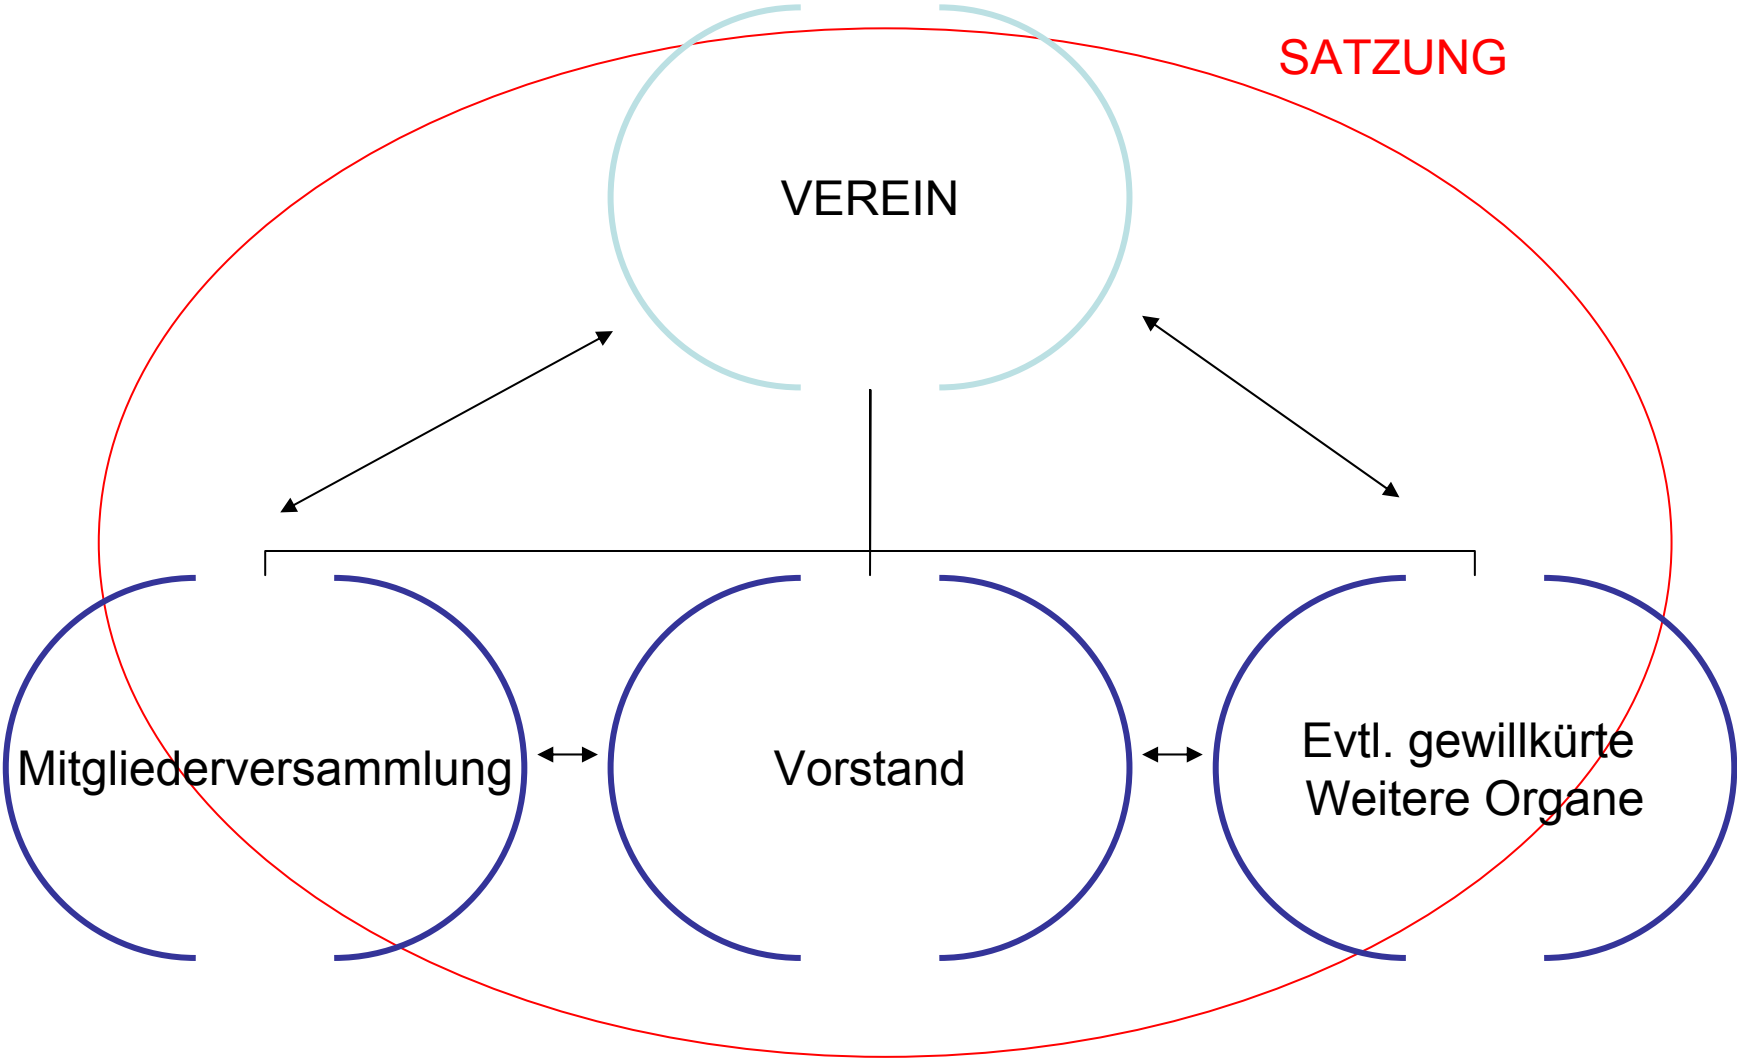 SATZUNG
VEREIN
Mitgliederversammlung
Vorstand
Evtl. gewillkürte
Weitere Organe